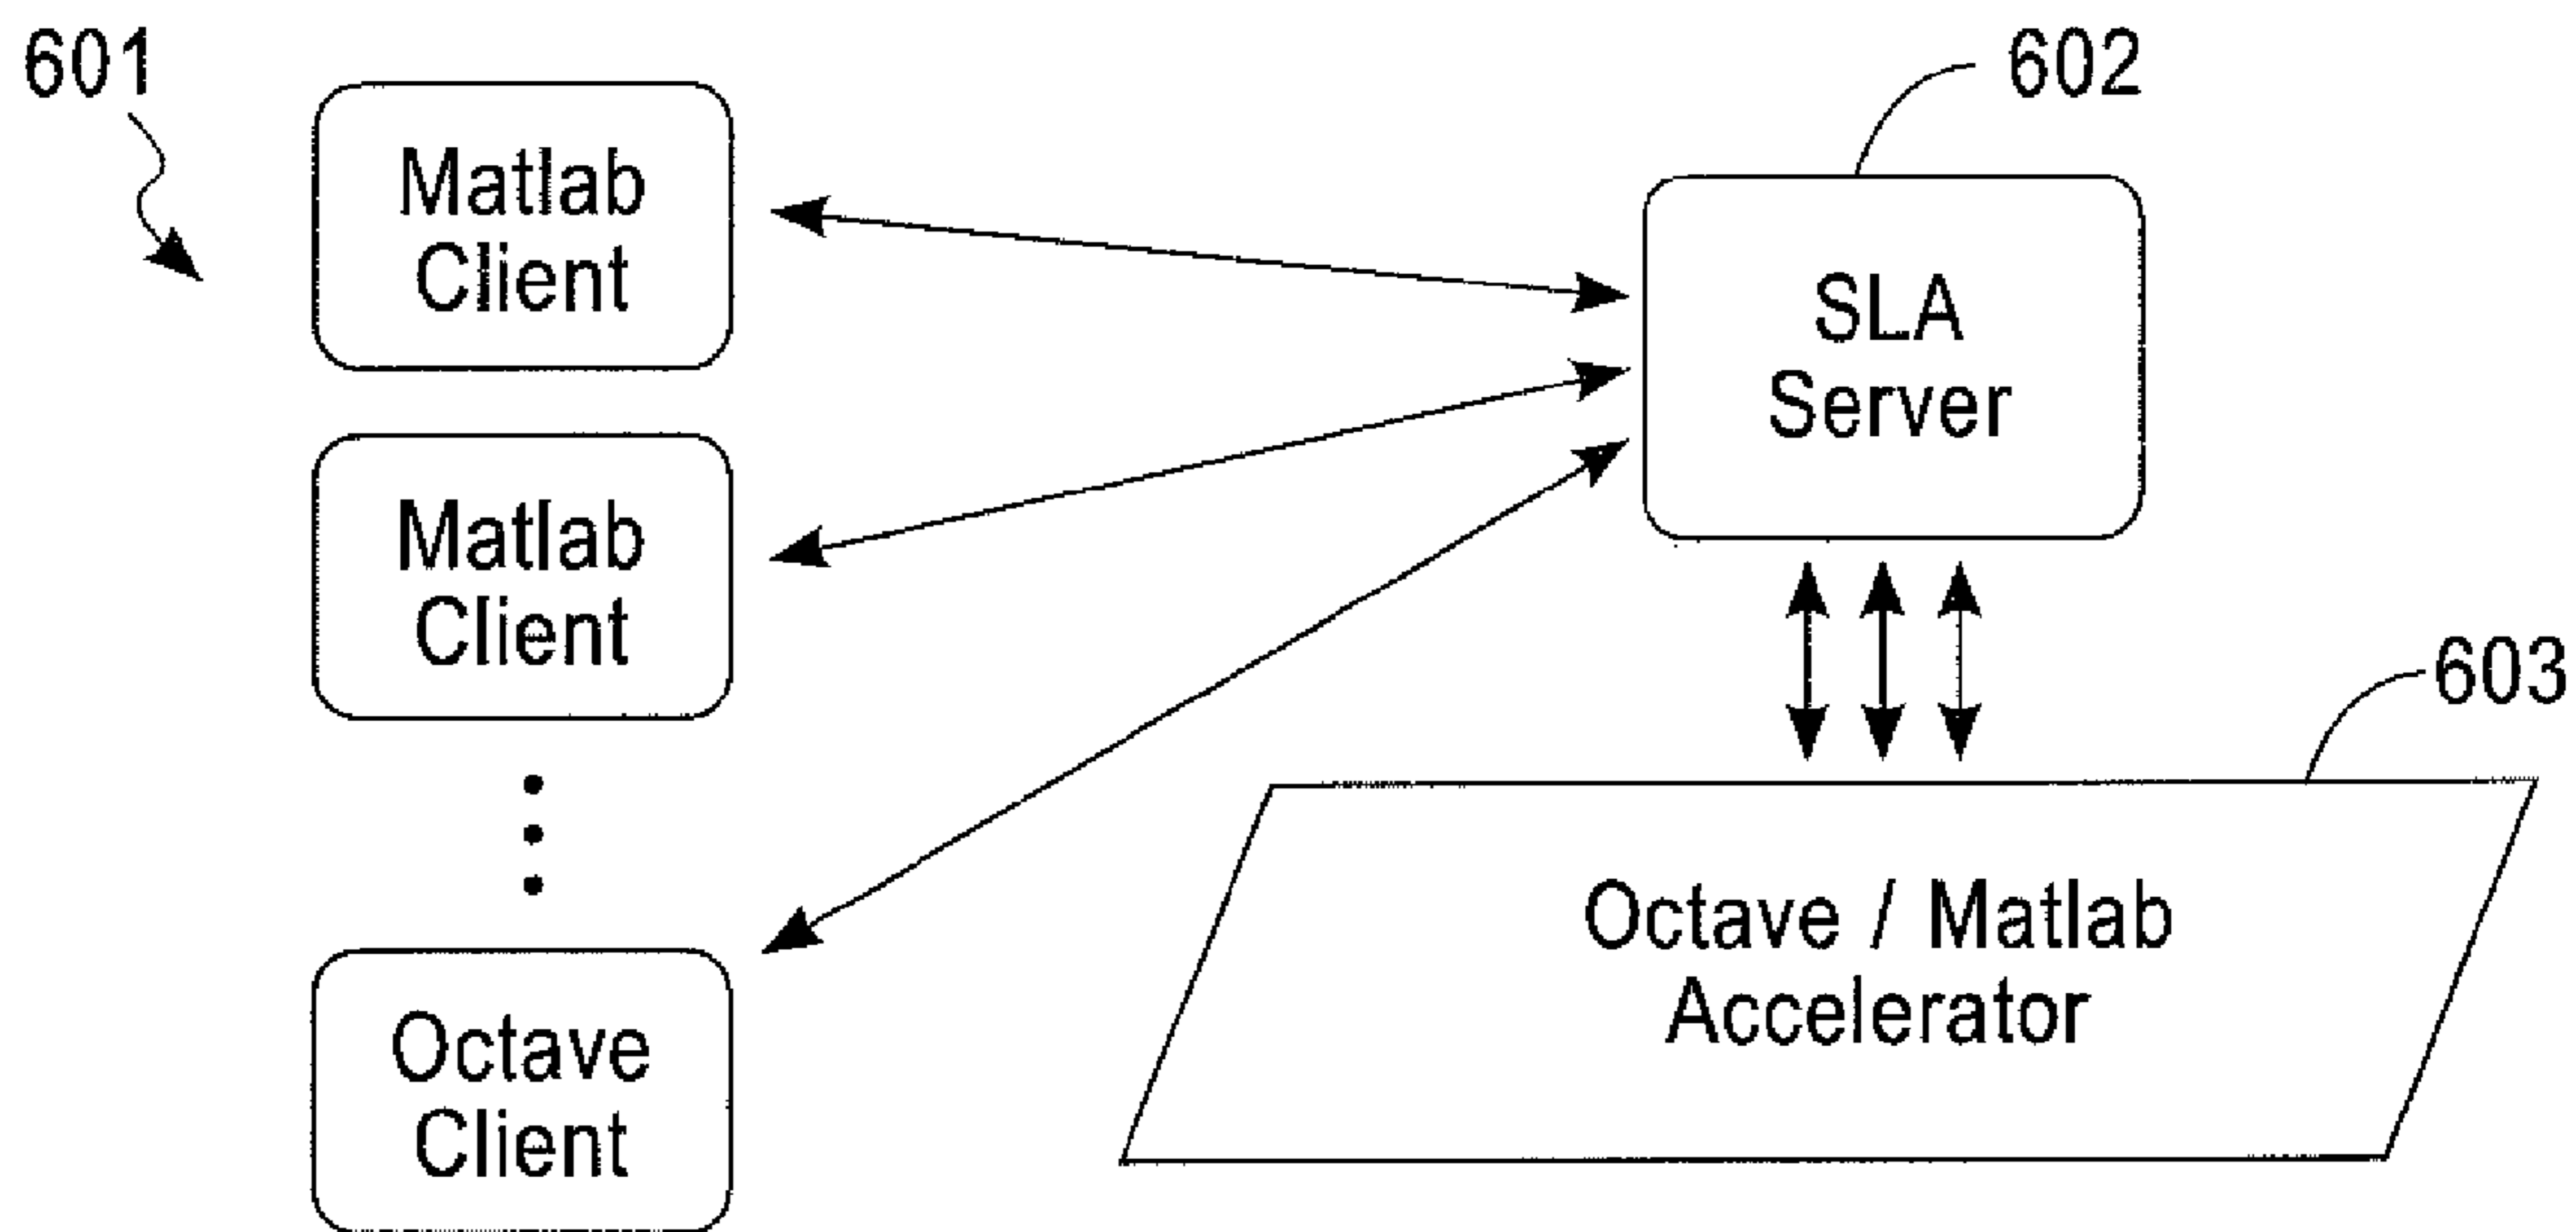 601
Matlab
Client
602
SLA
Server
Matlab
Client
603
Octave / Matlab
Accelerator
Octave
Client